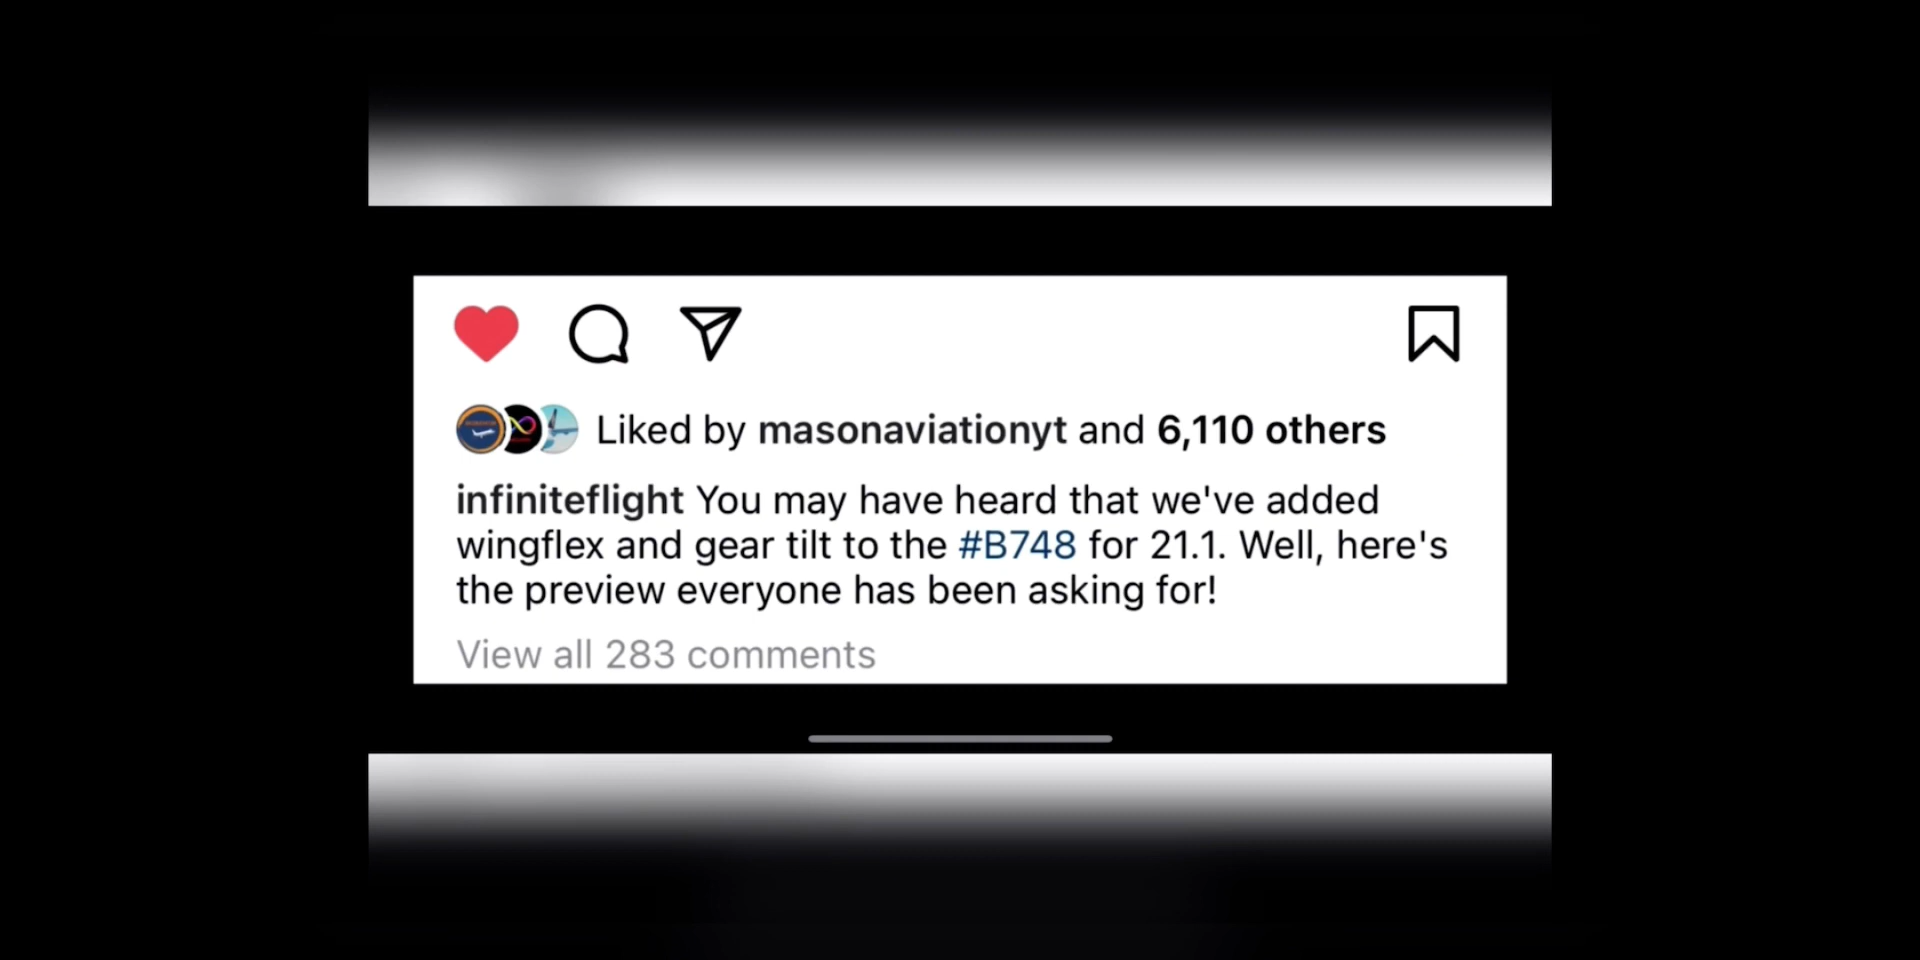 Liked by masonaviationyt and 6,110 others
infiniteflight You may have heard that we've added
wingflex and gear tilt to the #B748 for 21.1. Well, here's
the preview everyone has been asking for!
View all 283 comments